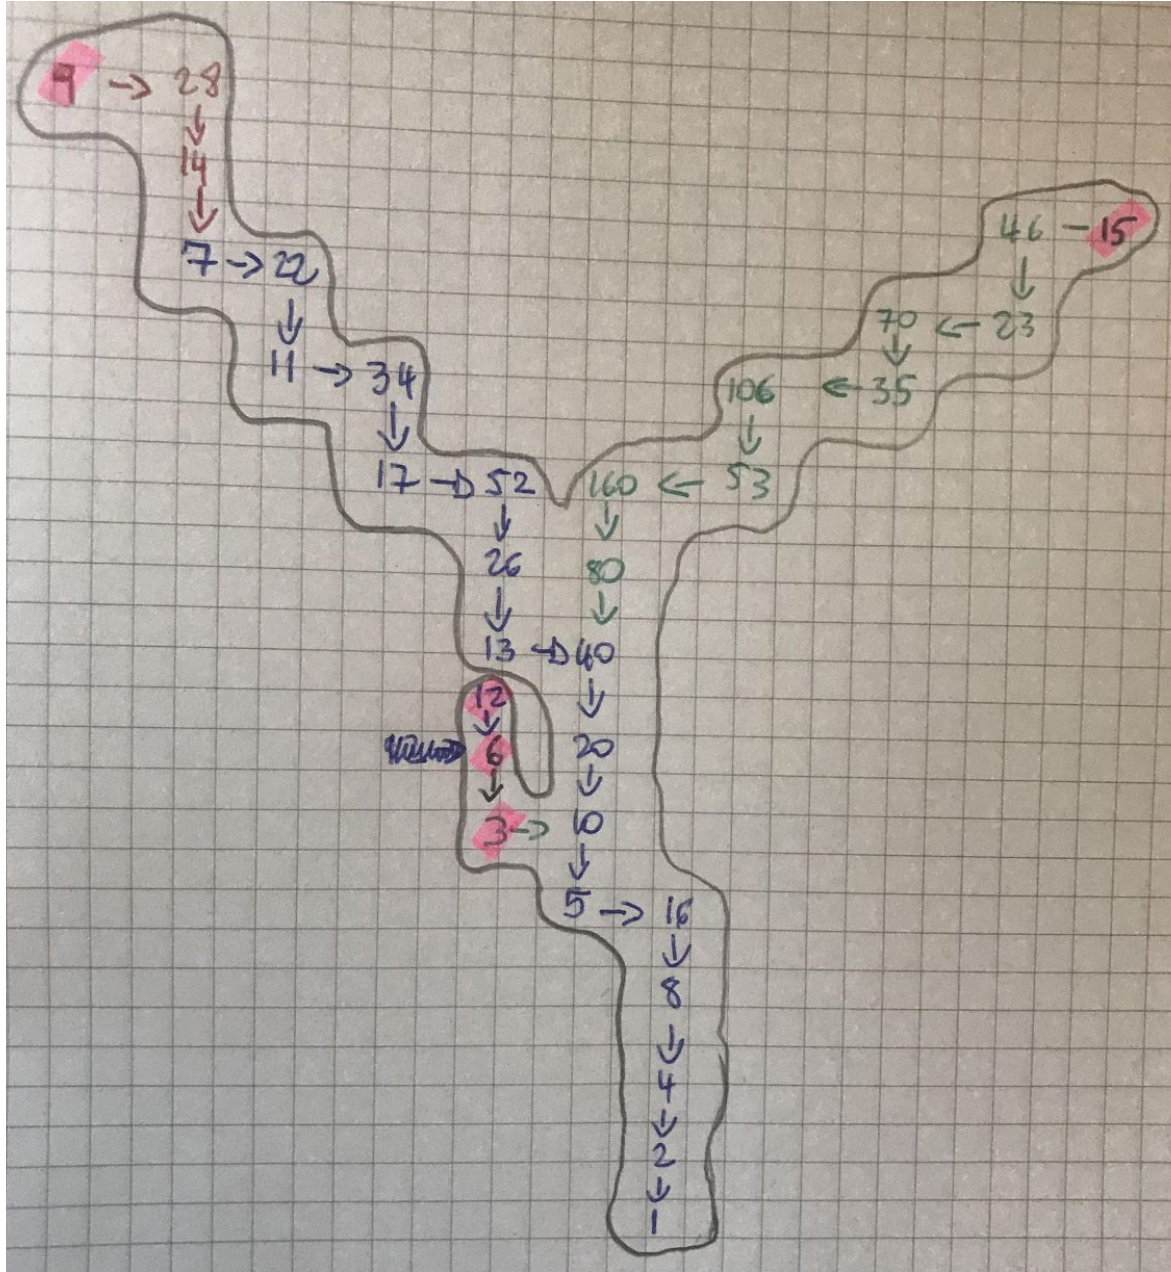 9 → 28
↓
14
↓
46 - 15
↓
7 → 22
↓
70 ← 23
↓
11 → 34
↓
106 ← 35
↓
17 → 52
160 ← 53
↓ ↓
26 80
↓ ↓
13 → 40
↓
12
↓
6 20
↓ ↓
3 → 10
↓
5 → 16
↓
8
↓
4
↓
2
↓
1